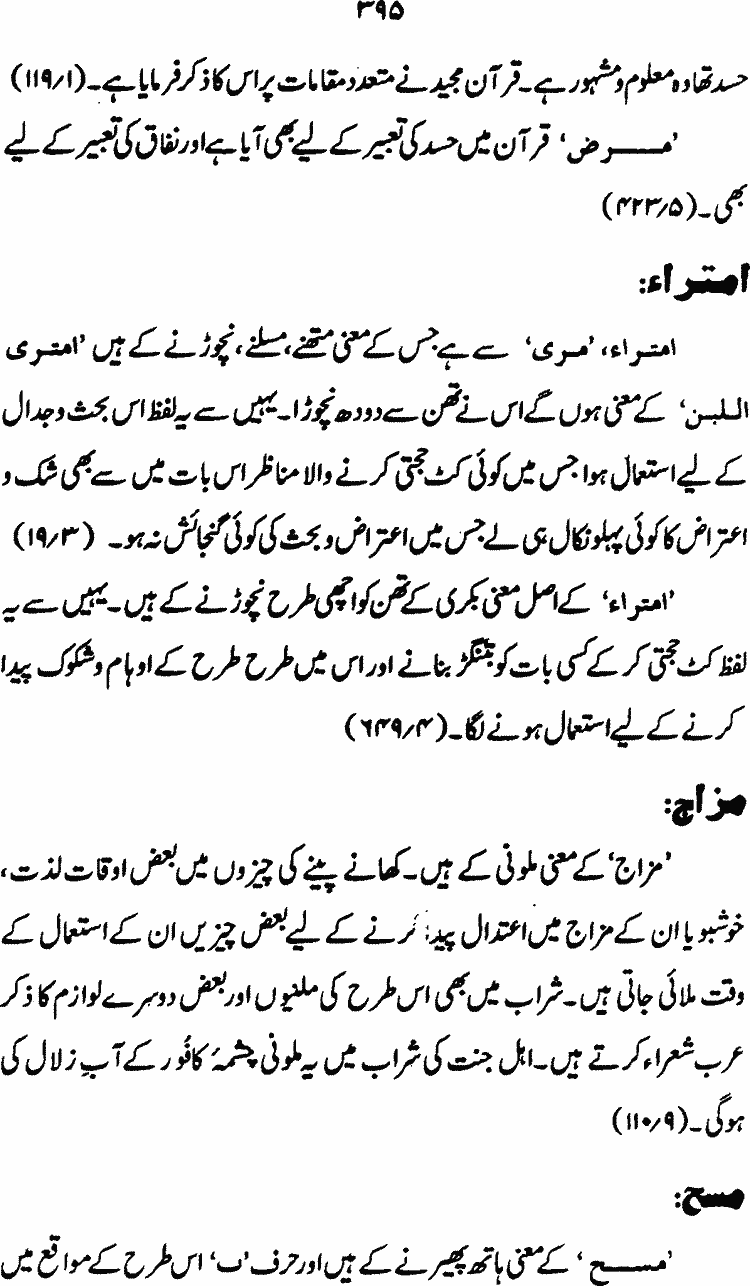 ۳۹۵
حسد تھا وہ معلوم و مشہور ہے۔ قرآن مجید نے متعدد مقامات پر اس کا ذکر فرمایا ہے۔ (۱/۱۱۹)
’مرض‘ قرآن میں حسد کی تعبیر کے لیے بھی آیا ہے اور نفاق کی تعبیر کے لیے
بھی۔ (۵/۴۲۳)
امتراء:
امتراء، ’مری‘ سے ہے جس کے معنی متھنے، مسلنے، نچوڑنے کے ہیں ’امتری
اللبن‘ کے معنی ہوں گے اس نے تھن سے دودھ نچوڑا۔ یہیں سے یہ لفظ اس بحث و جدال
کے لیے استعمال ہوا جس میں کوئی کٹ حجتی کرنے والا مناظر اس بات میں سے بھی شک و
اعتراض کا کوئی پہلو نکال ہی لے جس میں اعتراض و بحث کی کوئی گنجائش نہ ہو۔ (۳/۱۹)
’امتراء‘ کے اصل معنی بکری کے تھن کو اچھی طرح نچوڑنے کے ہیں۔ یہیں سے یہ
لفظ کٹ حجتی کر کے کسی بات کو بتنگڑ بنانے اور اس میں طرح طرح کے اوہام و شکوک پیدا
کرنے کے لیے استعمال ہونے لگا۔ (۴/۶۴۹)
مزاج:
’مزاج‘ کے معنی ملونی کے ہیں۔ کھانے پینے کی چیزوں میں بعض اوقات لذت،
خوشبو یا ان کے مزاج میں اعتدال پیدا کرنے کے لیے بعض چیزیں ان کے استعمال کے
وقت ملائی جاتی ہیں۔ شراب میں بھی اس طرح کی ملنیوں اور بعض دوسرے لوازم کا ذکر
عرب شعراء کرتے ہیں۔ اہل جنت کی شراب میں یہ ملونی چشمۂ کافُور کے آبِ زلال کی
ہوگی۔ (۹/۱۱۰)
مسح:
’مسح‘ کے معنی ہاتھ پھیرنے کے ہیں اور حرف ’ب‘ اس طرح کے مواقع میں